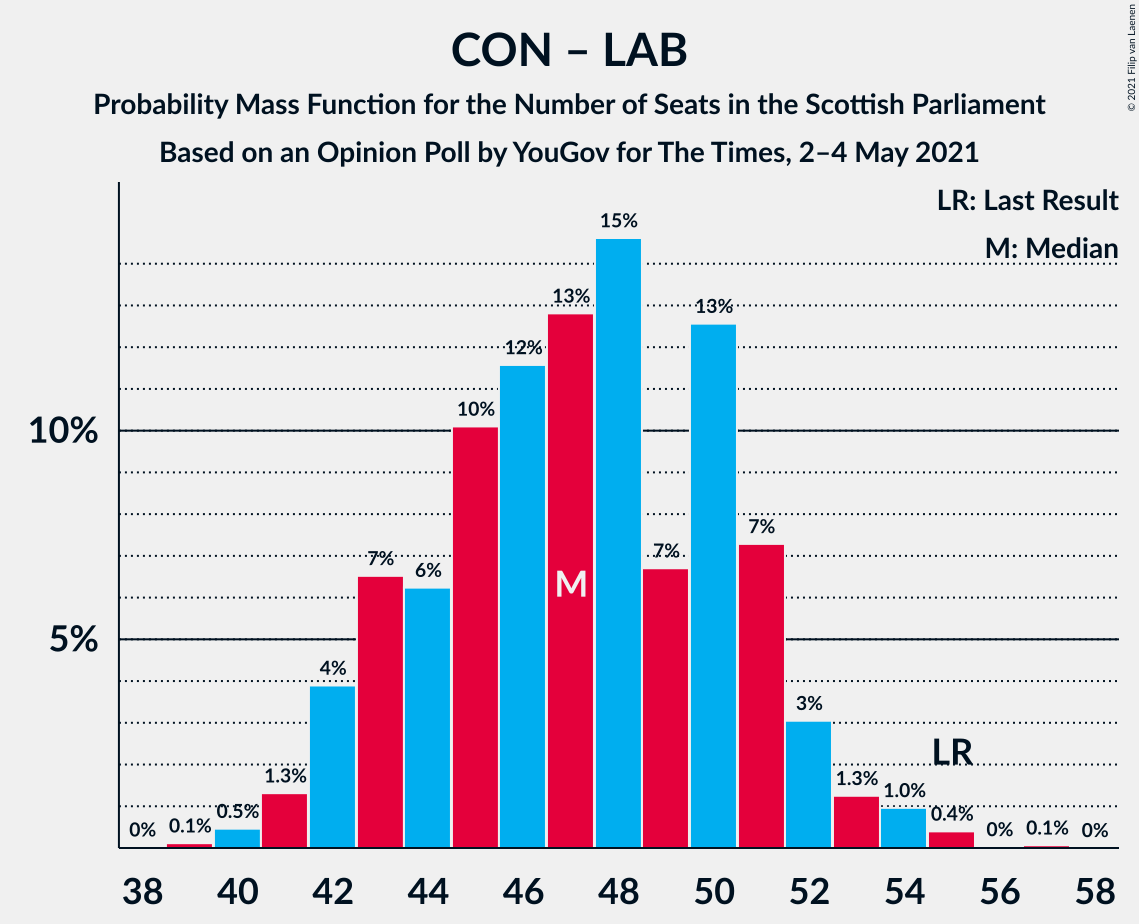 CON – LAB
Probability Mass Function for the Number of Seats in the Scottish Parliament
Based on an Opinion Poll by YouGov for The Times, 2–4 May 2021
© 2021 Filip van Laenen
LR: Last Result
M: Median
10%
5%
0%
0.1%
0.5%
1.3%
4%
7%
6%
10%
12%
13%
15%
7%
13%
7%
3%
1.3%
1.0%
0.4%
0%
0.1%
0%
M
LR
38 40 42 44 46 48 50 52 54 56 58